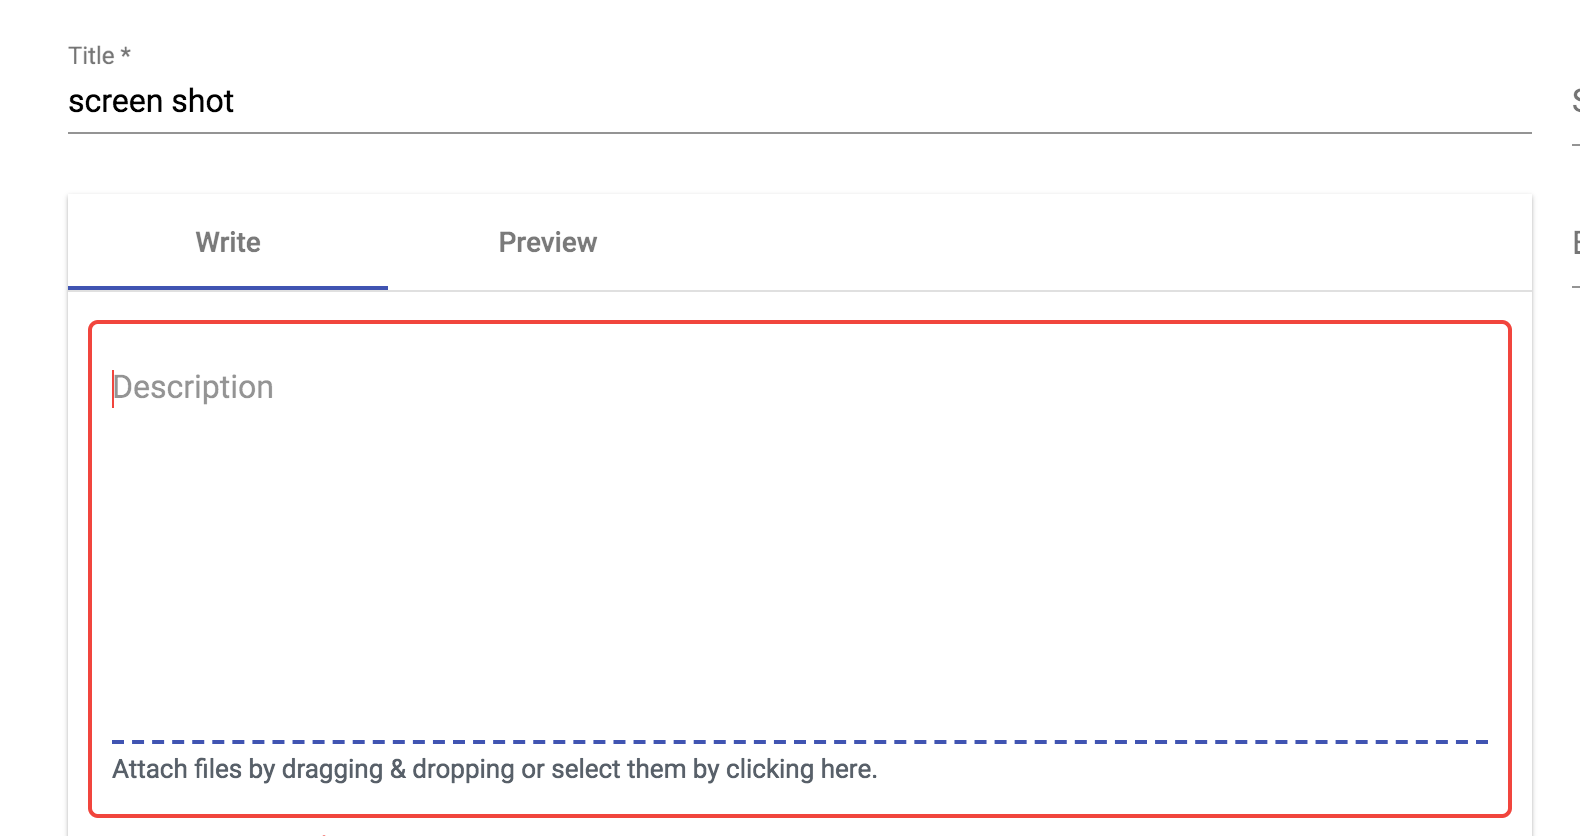 Title *
screen shot
Write Preview
Description
Attach files by dragging & dropping or select them by clicking here.